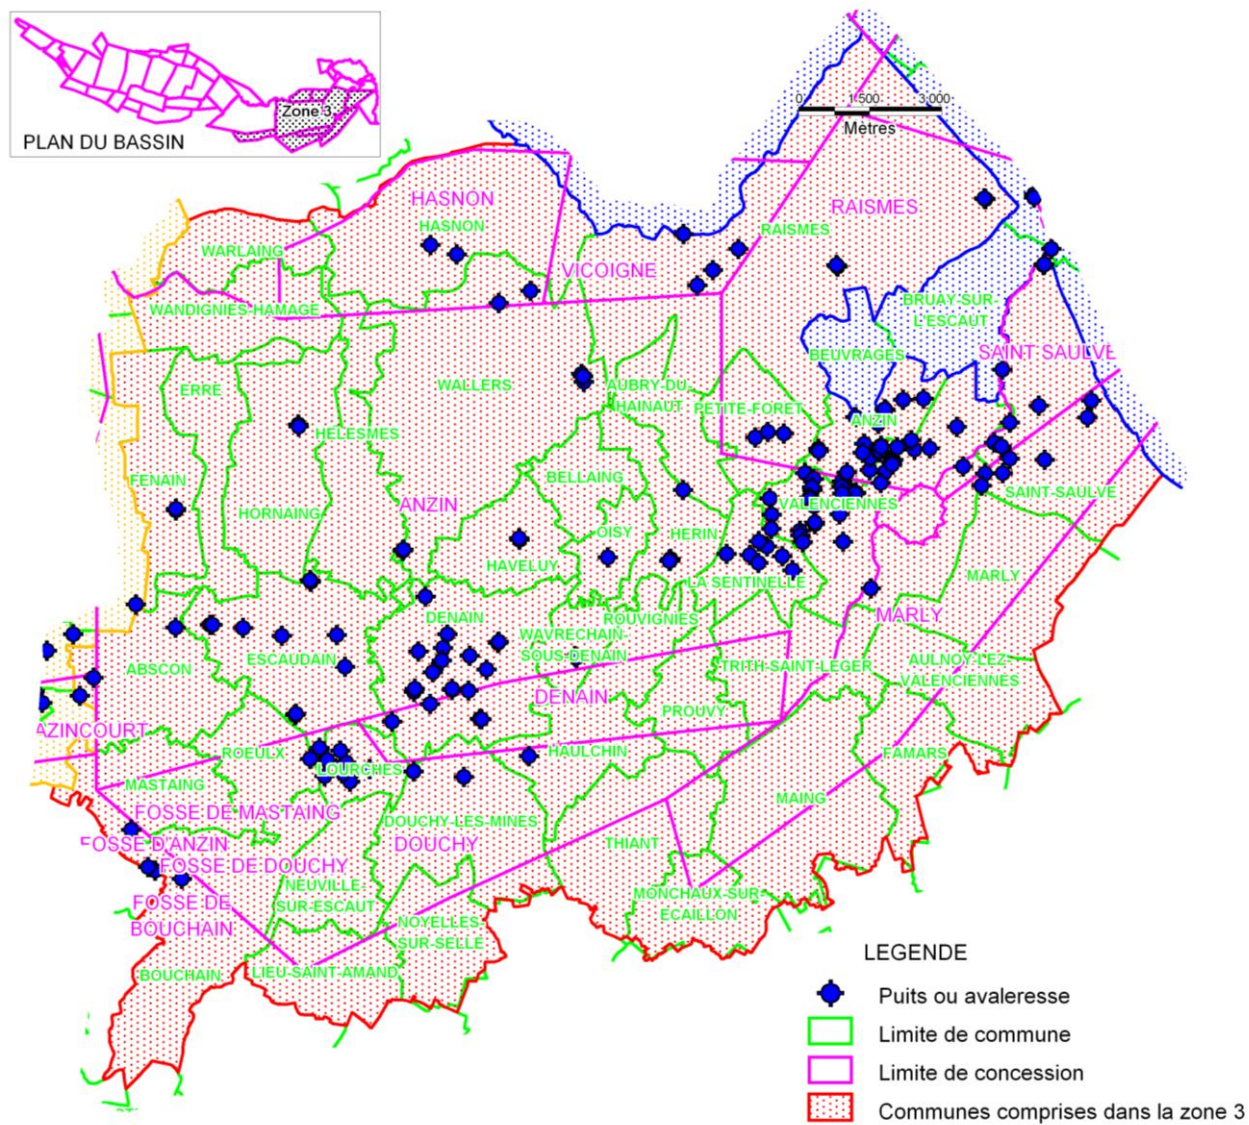 Zone 3
PLAN DU BASSIN
0 1 500 3 000
Mètres
HASNON
HASNON
RAISMES
RAISMES
WARLAING
VICOIGNE
WANDIGNIES-HAMAGE
BRUAY-SUR-
L'ESCAUT
BEUVRAGES
SAINT SAULVE
ERRE
WALLERS
AUBRY-DU-
HAINAUT
PETITE-FORET
ANZIN
HELESMES
FENAIN
BELLAING
HORNAING
ANZIN
VALENCIENNES
SAINT-SAULVE
OISY
HERIN
HAVELUY
LA SENTINELLE
MARLY
MARLY
DENAIN
ROUVIGNIES
WAVRECHAIN-
SOUS-DENAIN
ABSCON
ESCAUDAIN
TRITH-SAINT-LEGER
AULNOY-LEZ-
VALENCIENNES
DENAIN
PROUVY
AZINCOURT
ROEULX
HAULCHIN
FAMARS
LOURCHES
MASTAING
MAING
FOSSE DE MASTAING
DOUCHY-LES-MINES
FOSSE D'ANZIN
DOUCHY
THIANT
FOSSE DE DOUCHY
NEUVILLE-
SUR-ESCAUT
MONCHAUX-SUR-
ECAILLON
FOSSE DE
BOUCHAIN
NOYELLES-
SUR-SELLE
BOUCHAIN
LIEU-SAINT-AMAND
LEGENDE
Puits ou avaleresse
Limite de commune
Limite de concession
Communes comprises dans la zone 3